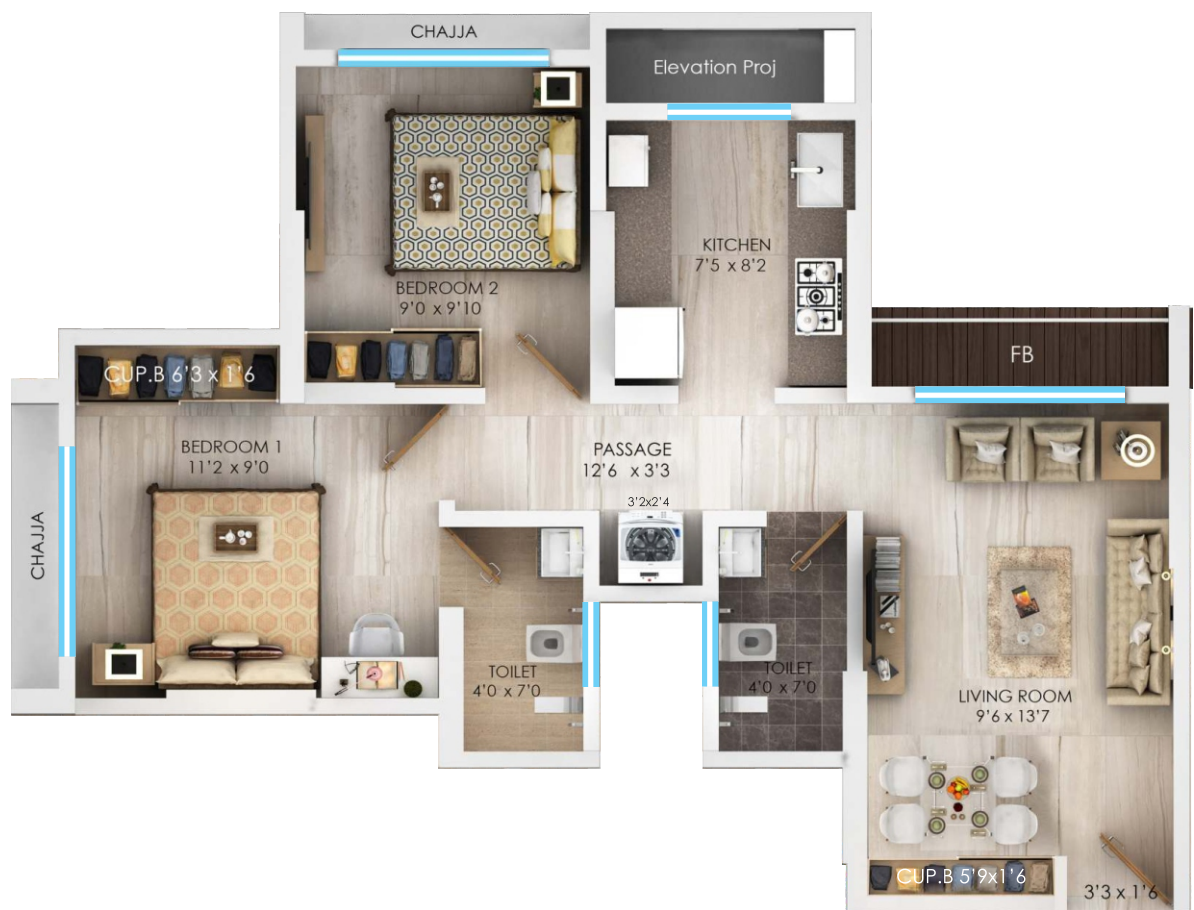 CHAJJA
Elevation Proj
KITCHEN
7'5 x 8'2
BEDROOM 2
9'0 x 9'10
FB
CUP.B 6'3 x 1'6
BEDROOM 1
11'2 x 9'0
PASSAGE
12'6 x 3'3
3'2x2'4
CHAJJA
TOILET
4'0 x 7'0
TOILET
4'0 x 7'0
LIVING ROOM
9'6 x 13'7
CUP.B 5'9x1'6
3'3 x 1'6